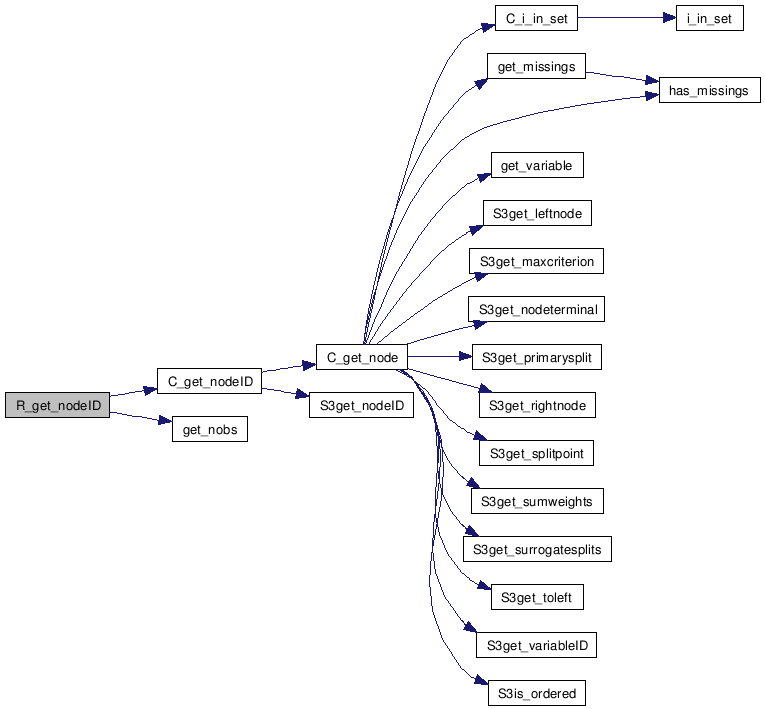 C_i_in_set
i_in_set
get_missings
has_missings
get_variable
S3get_leftnode
S3get_maxcriterion
S3get_nodeterminal
C_get_node
S3get_primarysplit
C_get_nodeID
R_get_nodeID
S3get_nodeID
S3get_rightnode
get_nobs
S3get_splitpoint
S3get_sumweights
S3get_surrogatesplits
S3get_toleft
S3get_variableID
S3is_ordered